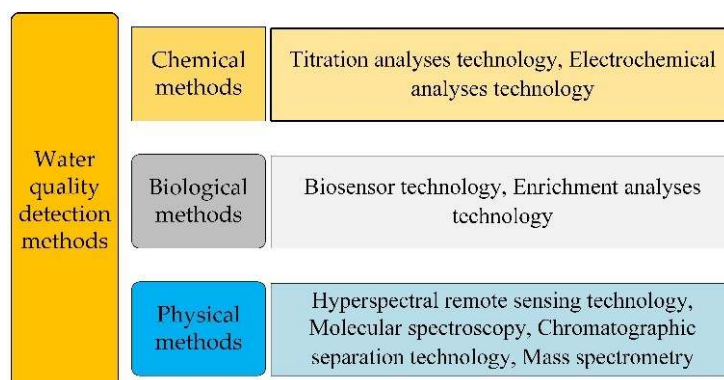 Water
quality
detection
methods
Chemical
methods
Titration analyses technology, Electrochemical
analyses technology
Biological
methods
Biosensor technology, Enrichment analyses
technology
Physical
methods
Hyperspectral remote sensing technology,
Molecular spectroscopy, Chromatographic
separation technology, Mass spectrometry